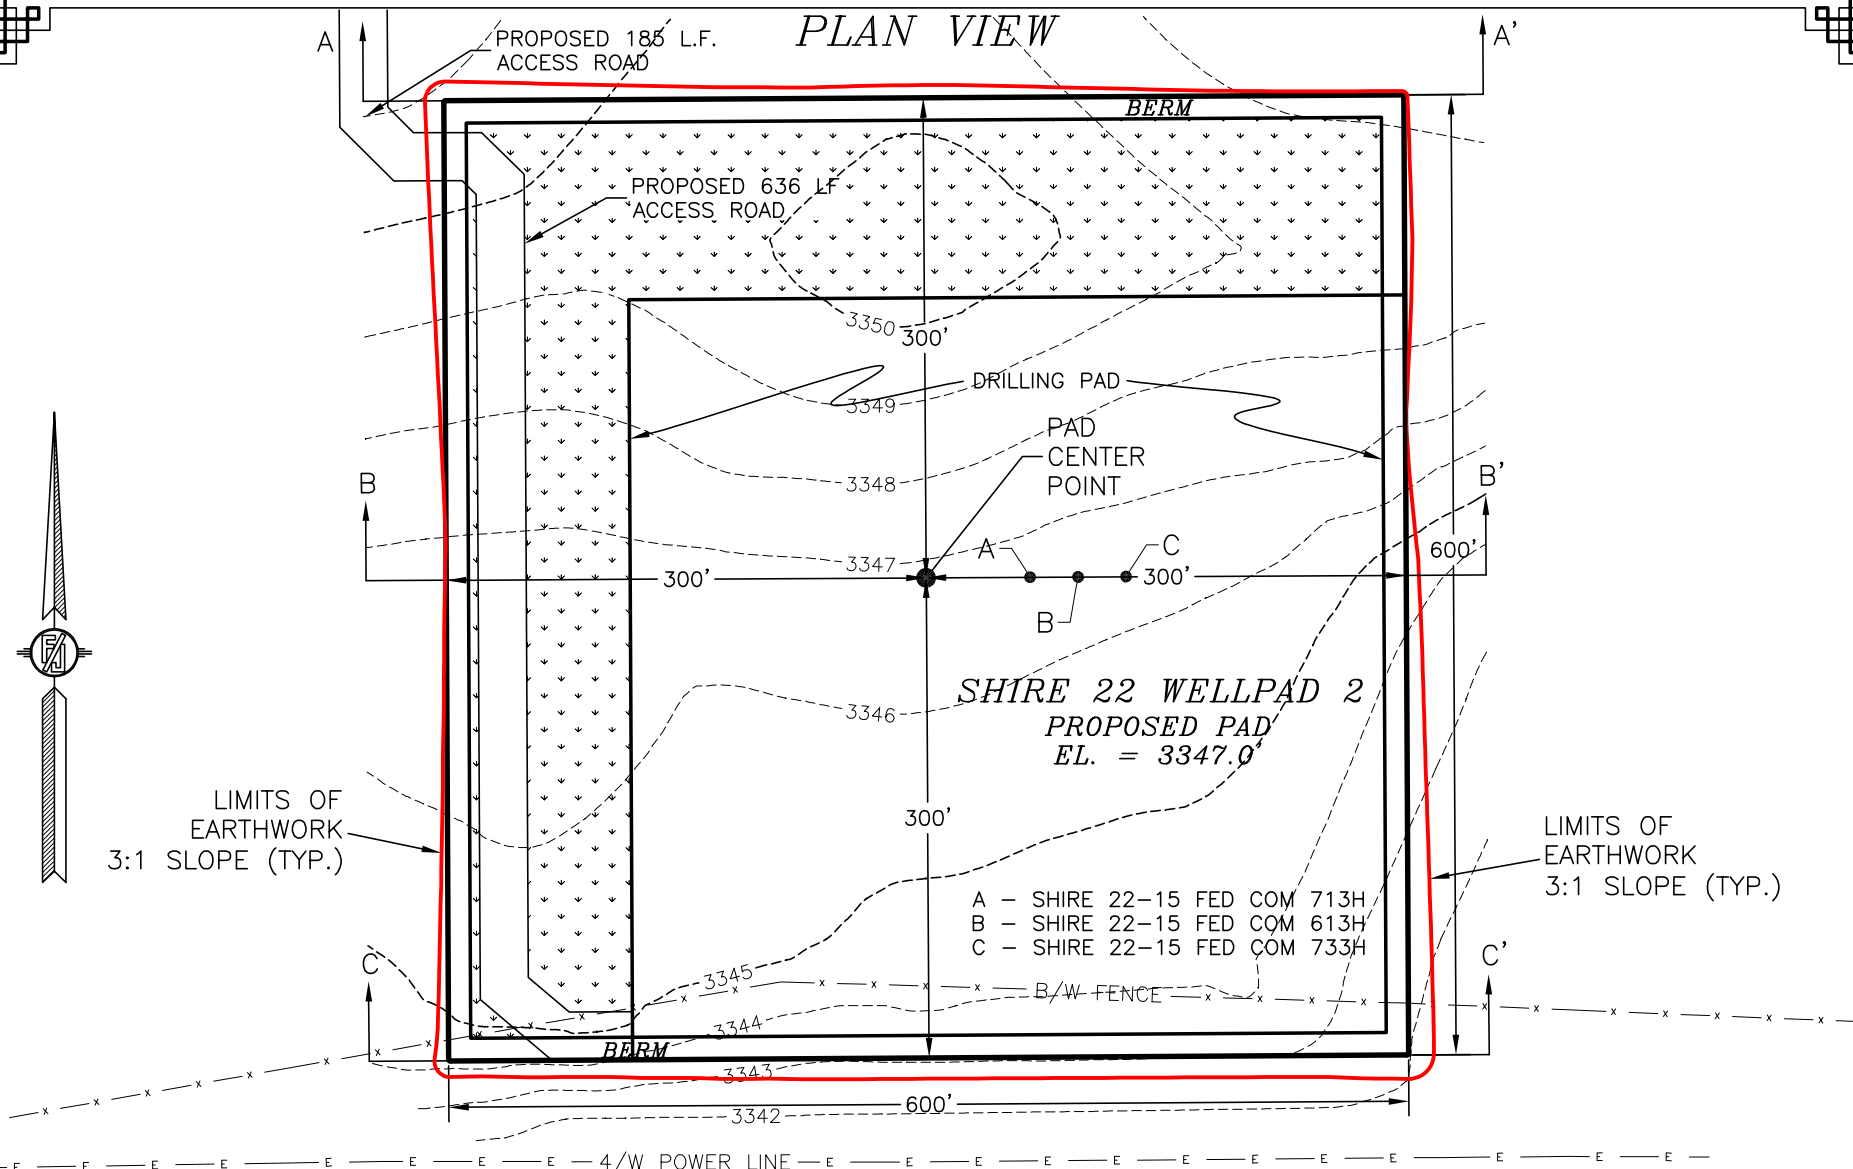 PLAN VIEW
A
PROPOSED 185 L.F.
ACCESS ROAD
A'
BERM
PROPOSED 636 LF
ACCESS ROAD
3350
300'
DRILLING PAD
3349
PAD
CENTER
POINT
B
3348
B'
A
C
600'
3347
300'
300'
B
SHIRE 22 WELLPAD 2
3346
PROPOSED PAD
EL. = 3347.0'
LIMITS OF
EARTHWORK
3:1 SLOPE (TYP.)
300'
LIMITS OF
EARTHWORK
3:1 SLOPE (TYP.)
A - SHIRE 22-15 FED COM 713H
B - SHIRE 22-15 FED COM 613H
C - SHIRE 22-15 FED COM 733H
C
C'
3345
B/W FENCE
3344
BERM
3343
600'
3342
4/W POWER LINE